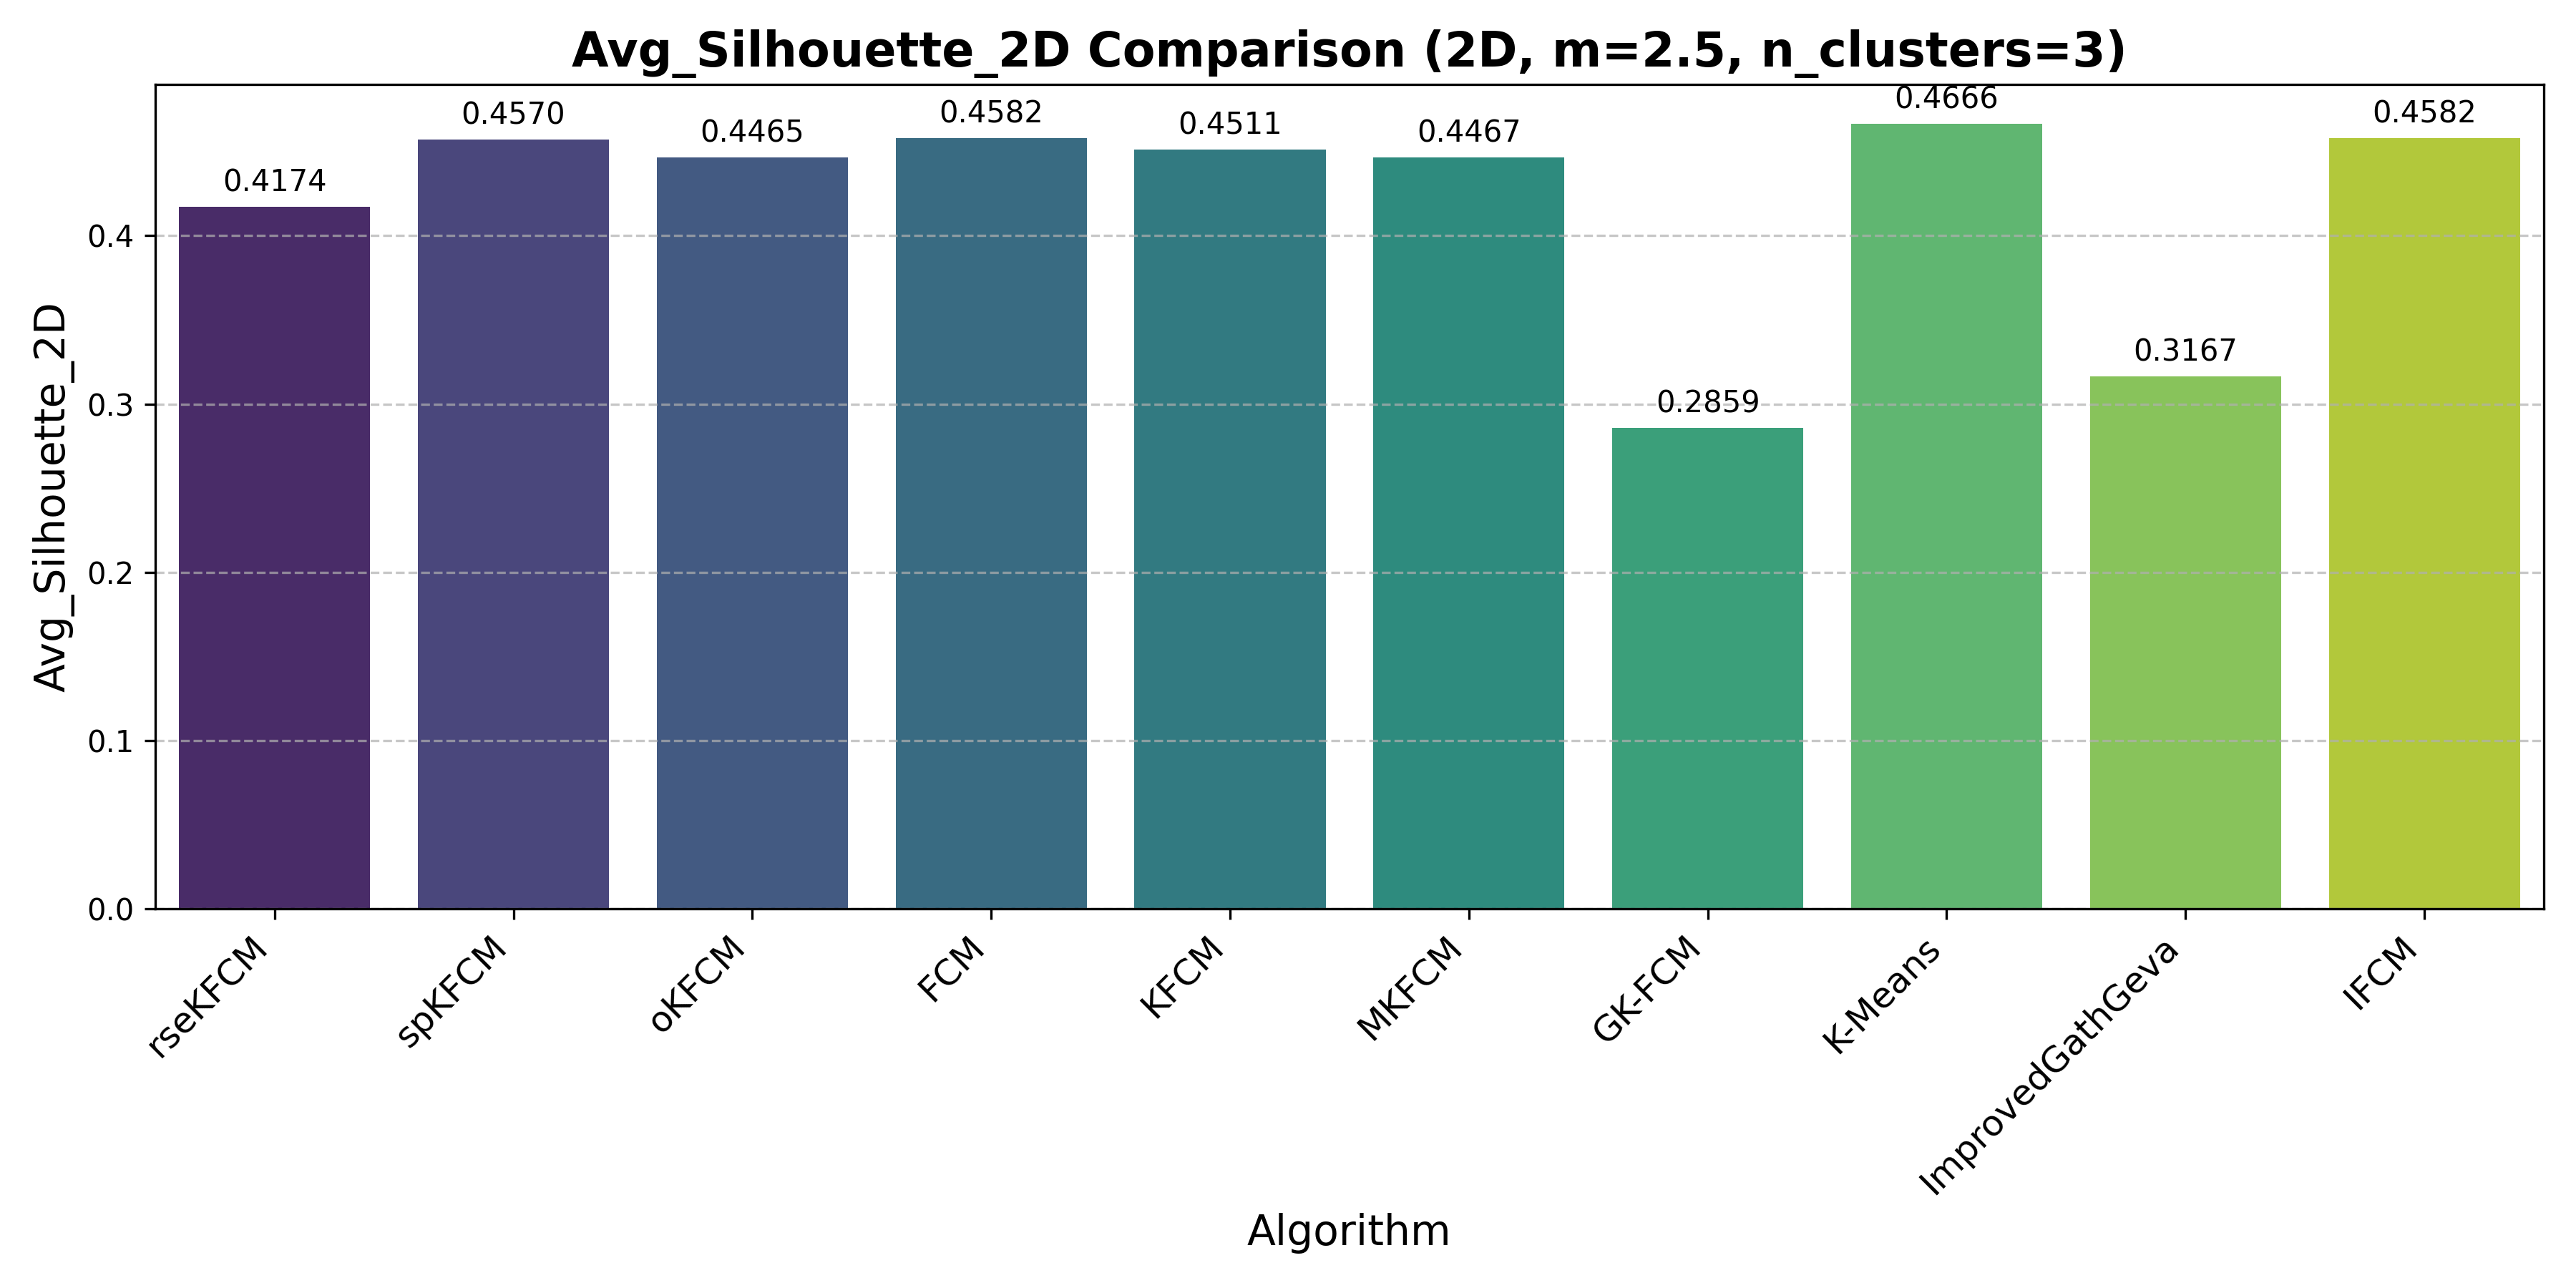 Avg_Silhouette_2D Comparison (2D, m=2.5, n_clusters=3)
Avg_Silhouette_2D
0.4
0.3
0.2
0.1
0.0
0.4174
0.4570
0.4465
0.4582
0.4511
0.4467
0.2859
0.4666
0.3167
0.4582
rseKFCM
spKFCM
oKFCM
FCM
KFCM
MKFCM
GK-FCM
K-Means
ImprovedGathGeva
IFCM
Algorithm